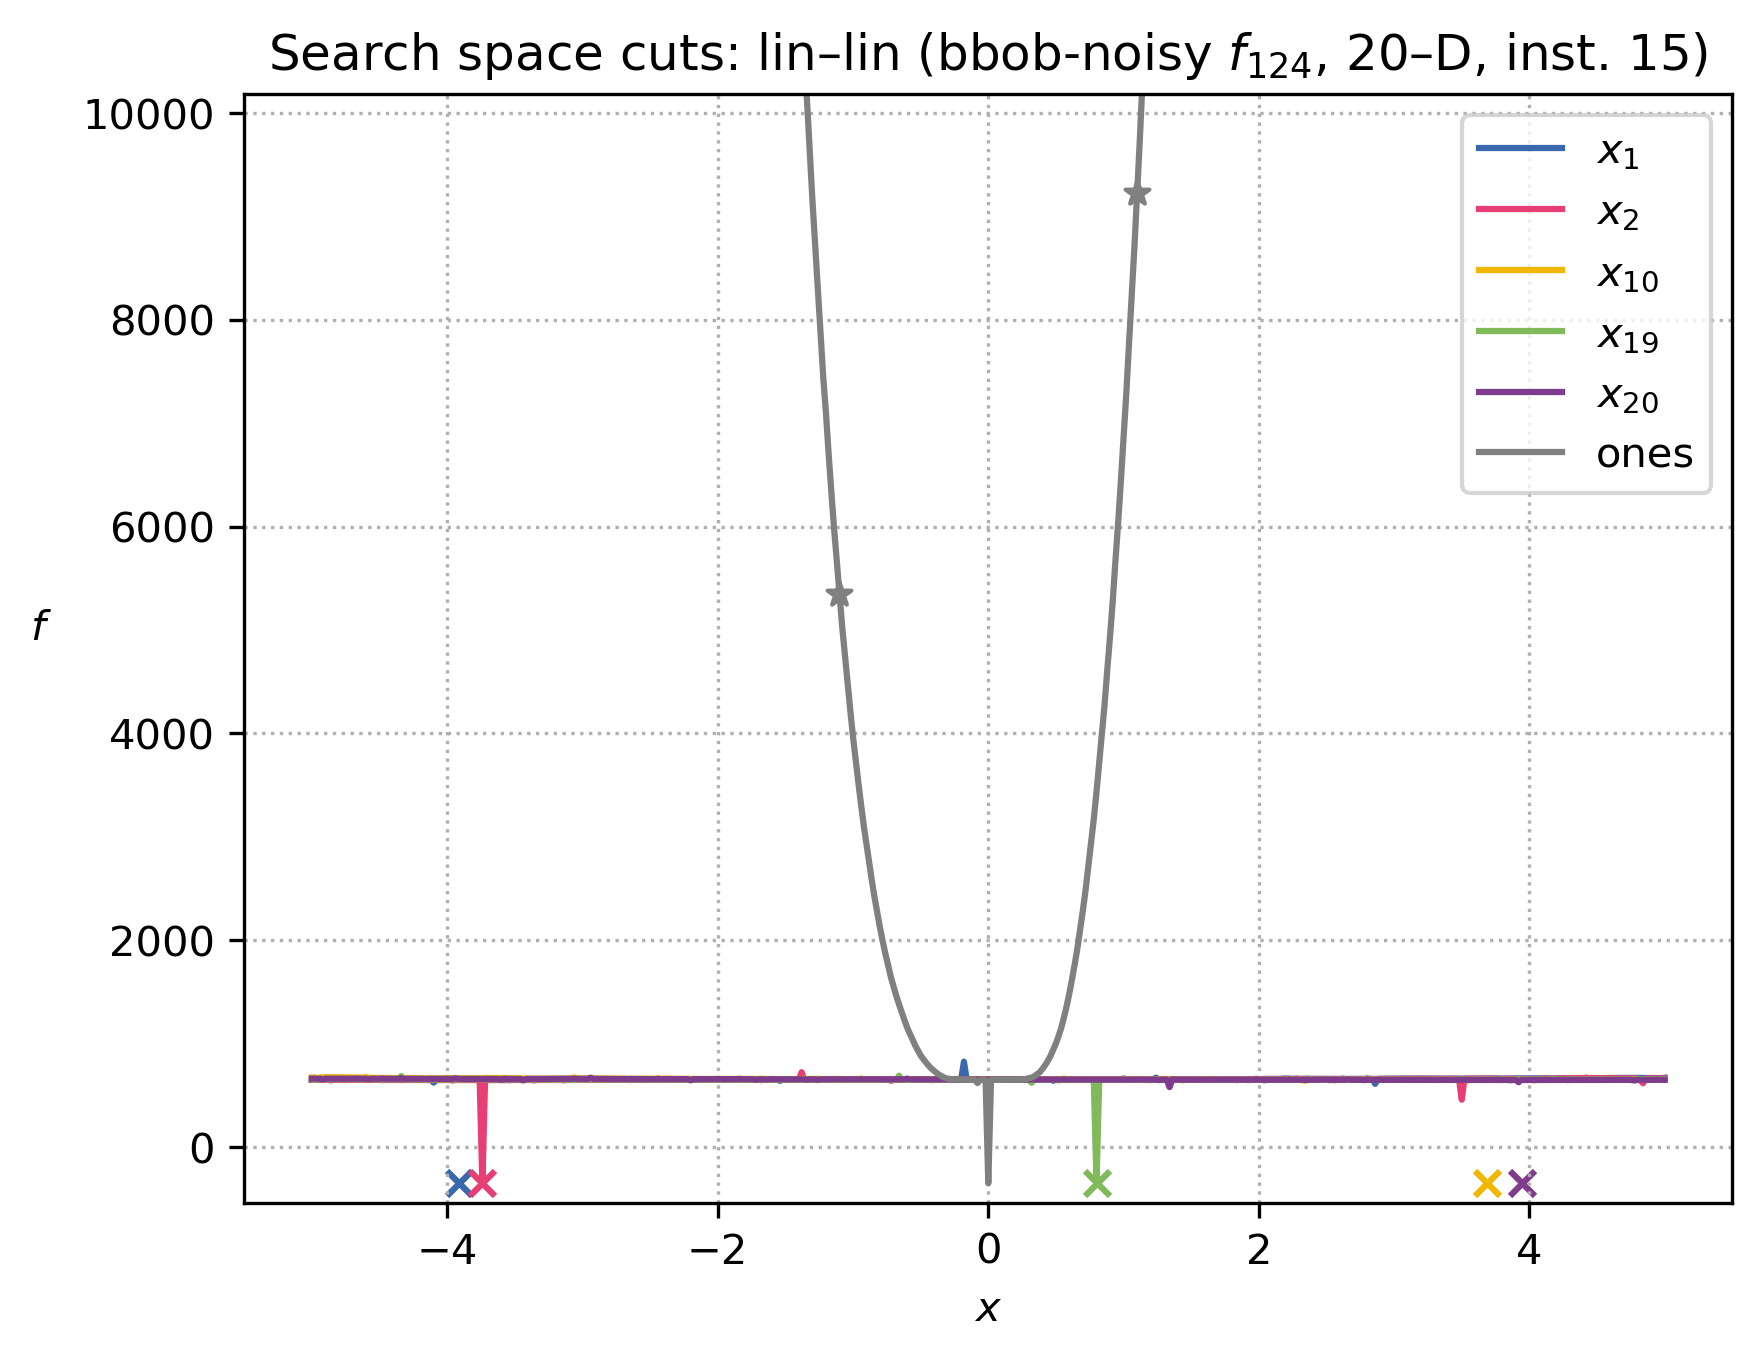 Search space cuts: lin–lin (bbob-noisy f124, 20–D, inst. 15)
10000
8000
6000
4000
2000
0
f
x1
x2
x10
x19
x20
ones
−4
−2
0
2
4
x